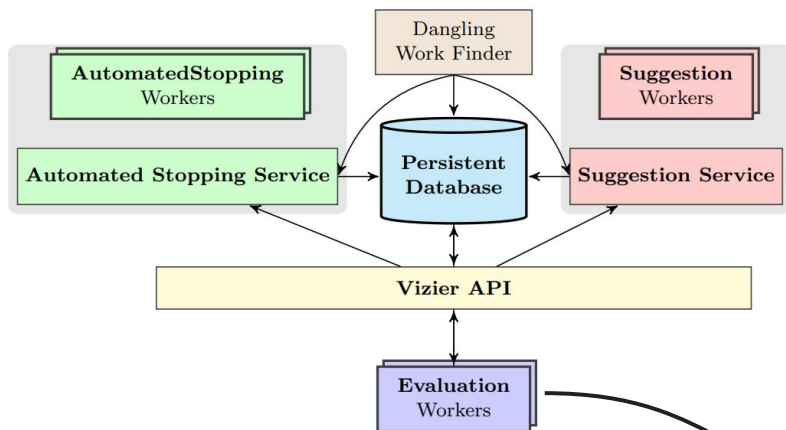 Dangling
Work Finder
AutomatedStopping
Workers
Suggestion
Workers
Persistent
Database
Automated Stopping Service
Suggestion Service
Vizier API
Evaluation
Workers